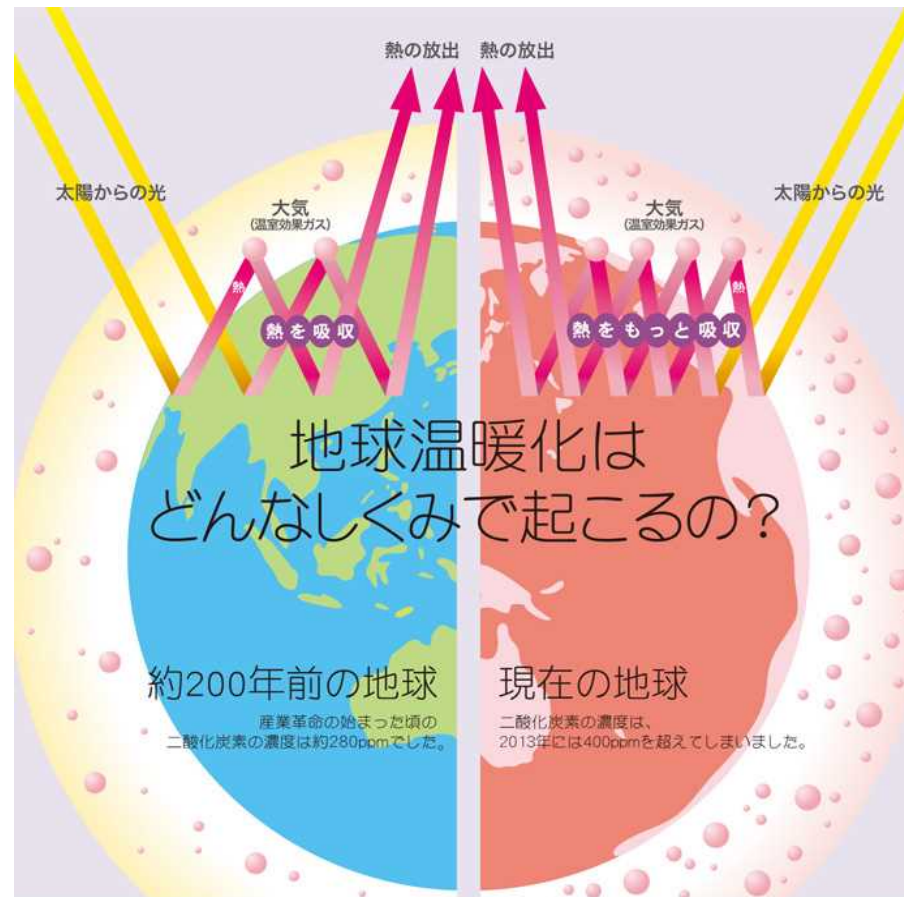 熱の放出
熱の放出
太陽からの光
大気
(温室効果ガス)
大気
(温室効果ガス)
太陽からの光
熱
熱
熱を吸収
熱をもっと吸収
地球温暖化は
どんなしくみで起こるの？
約200年前の地球
産業革命の始まった頃の
二酸化炭素の濃度は約280ppmでした。
現在の地球
二酸化炭素の濃度は、
2013年には400ppmを超えてしまいました。